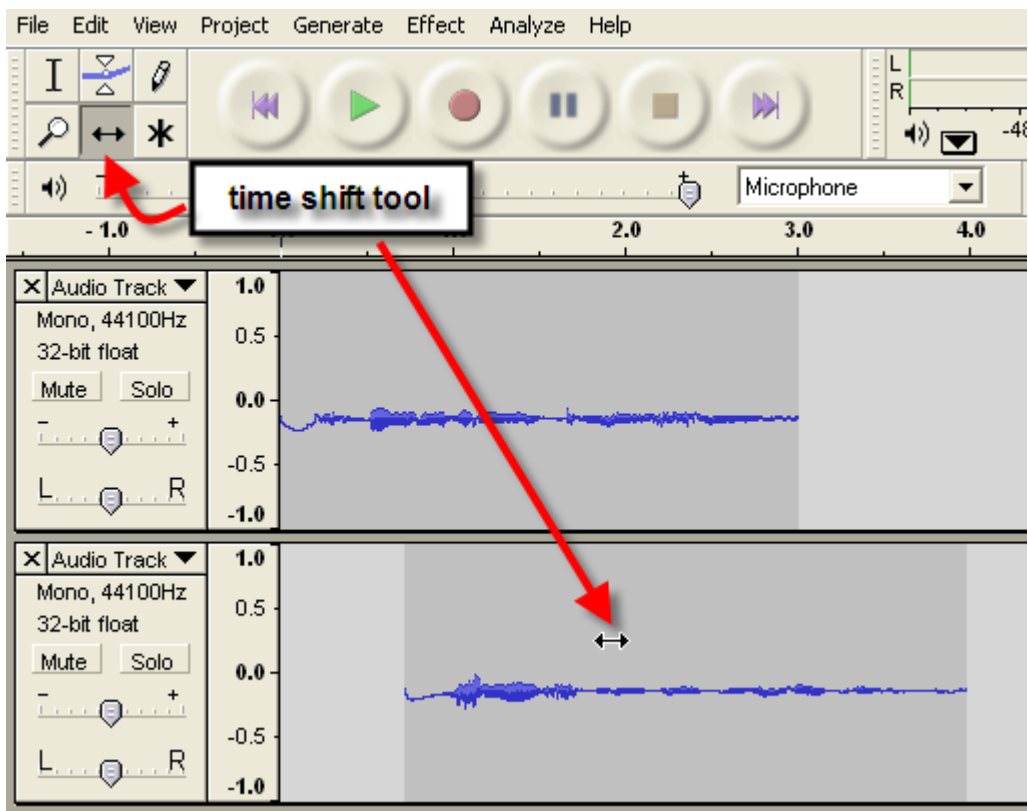 File Edit View Project Generate Effect Analyze Help
L
R
-48
time shift tool
Microphone
- 1.0 2.0 3.0 4.0
X Audio Track
1.0
Mono, 44100Hz
32-bit float
0.5
Mute Solo
0.0
- +
-0.5
L R
-1.0
X Audio Track
1.0
Mono, 44100Hz
32-bit float
0.5
Mute Solo
0.0
- +
-0.5
L R
-1.0